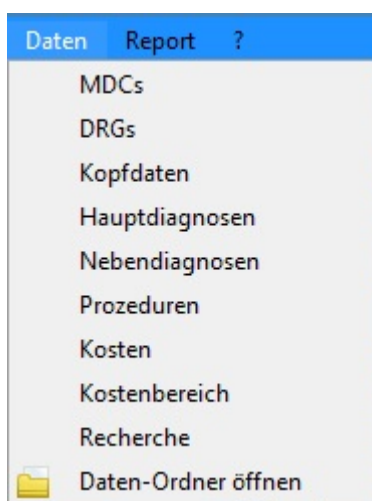 Daten Report ?
MDCs
DRGs
Kopfdaten
Hauptdiagnosen
Nebendiagnosen
Prozeduren
Kosten
Kostenbereich
Recherche
Daten-Ordner öffnen